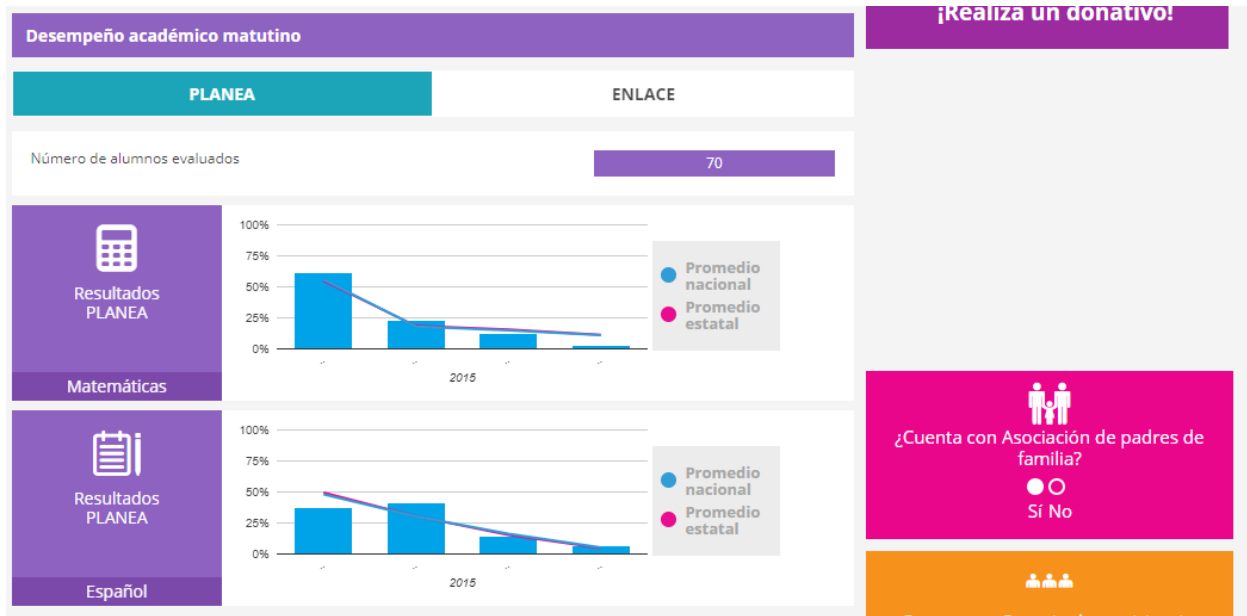 Desempeño académico matutino
¡Realiza un donativo!
PLANEA
ENLACE
Número de alumnos evaluados
70
Resultados
PLANEA
Matemáticas
100%
75%
50%
25%
0%
2015
Promedio
nacional
Promedio
estatal
Resultados
PLANEA
Español
100%
75%
50%
25%
0%
2015
Promedio
nacional
Promedio
estatal
¿Cuenta con Asociación de padres de
familia?
Sí No